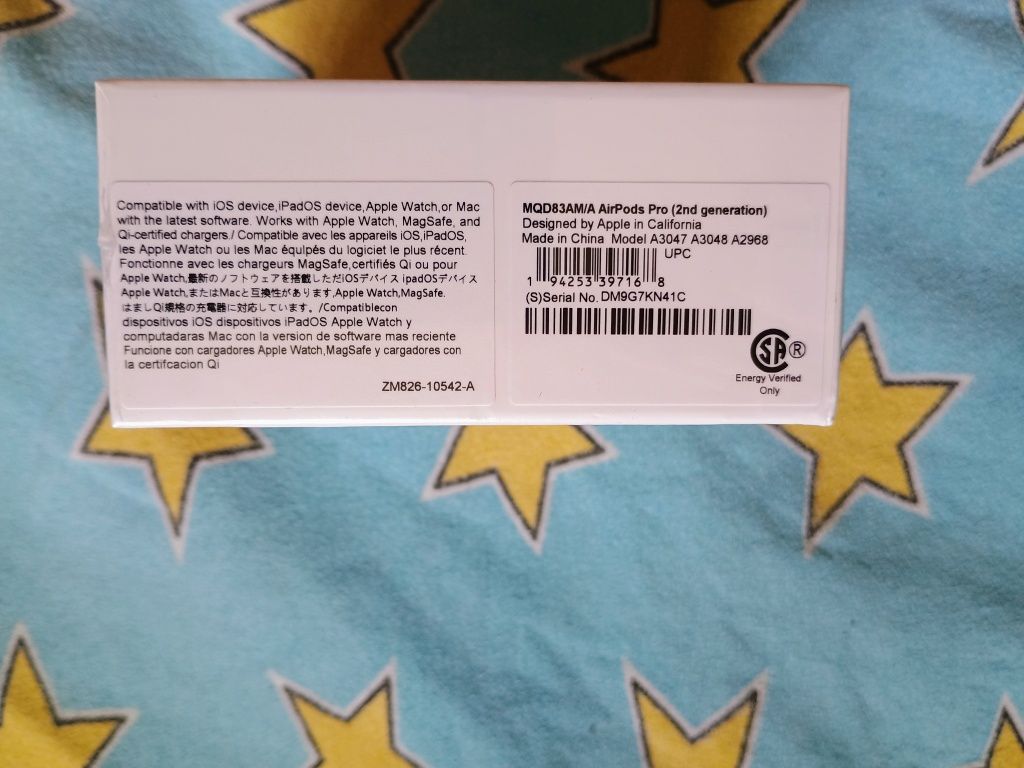 Compatible with iOS device,iPadOS device,Apple Watch,or Mac
with the latest software. Works with Apple Watch, MagSafe, and
Qi-certified chargers./ Compatible avec les appareils iOS,iPadOS,
les Apple Watch ou les Mac équlpés du logiciet le plus récent.
Fonctionne avec les chargeurs MagSafe,certifiés Qi ou pour
Apple Watch,最新のノフトウェアを搭載しただiOSデバイス ipadOSデバイス
Apple Watch,またはMacと互換性があります,Apple Watch,MagSafe.
はましQi规格の充電器に対応しています。/Compatiblecon
dispositivos iOS dispositivos iPadOS Apple Watch y
computadaras Mac con la version de software mas reciente
Funcione con cargadores Apple Watch,MagSafe y cargadores con
la certifcacion Qi
ZM826-10542-A
MQD83AM/A AirPods Pro (2nd generation)
Designed by Apple in California
Made in China Model A3047 A3048 A2968
UPC
1 94253 39716 8
(S)Serial No. DM9G7KN41C
SA ®
Energy Verified
Only